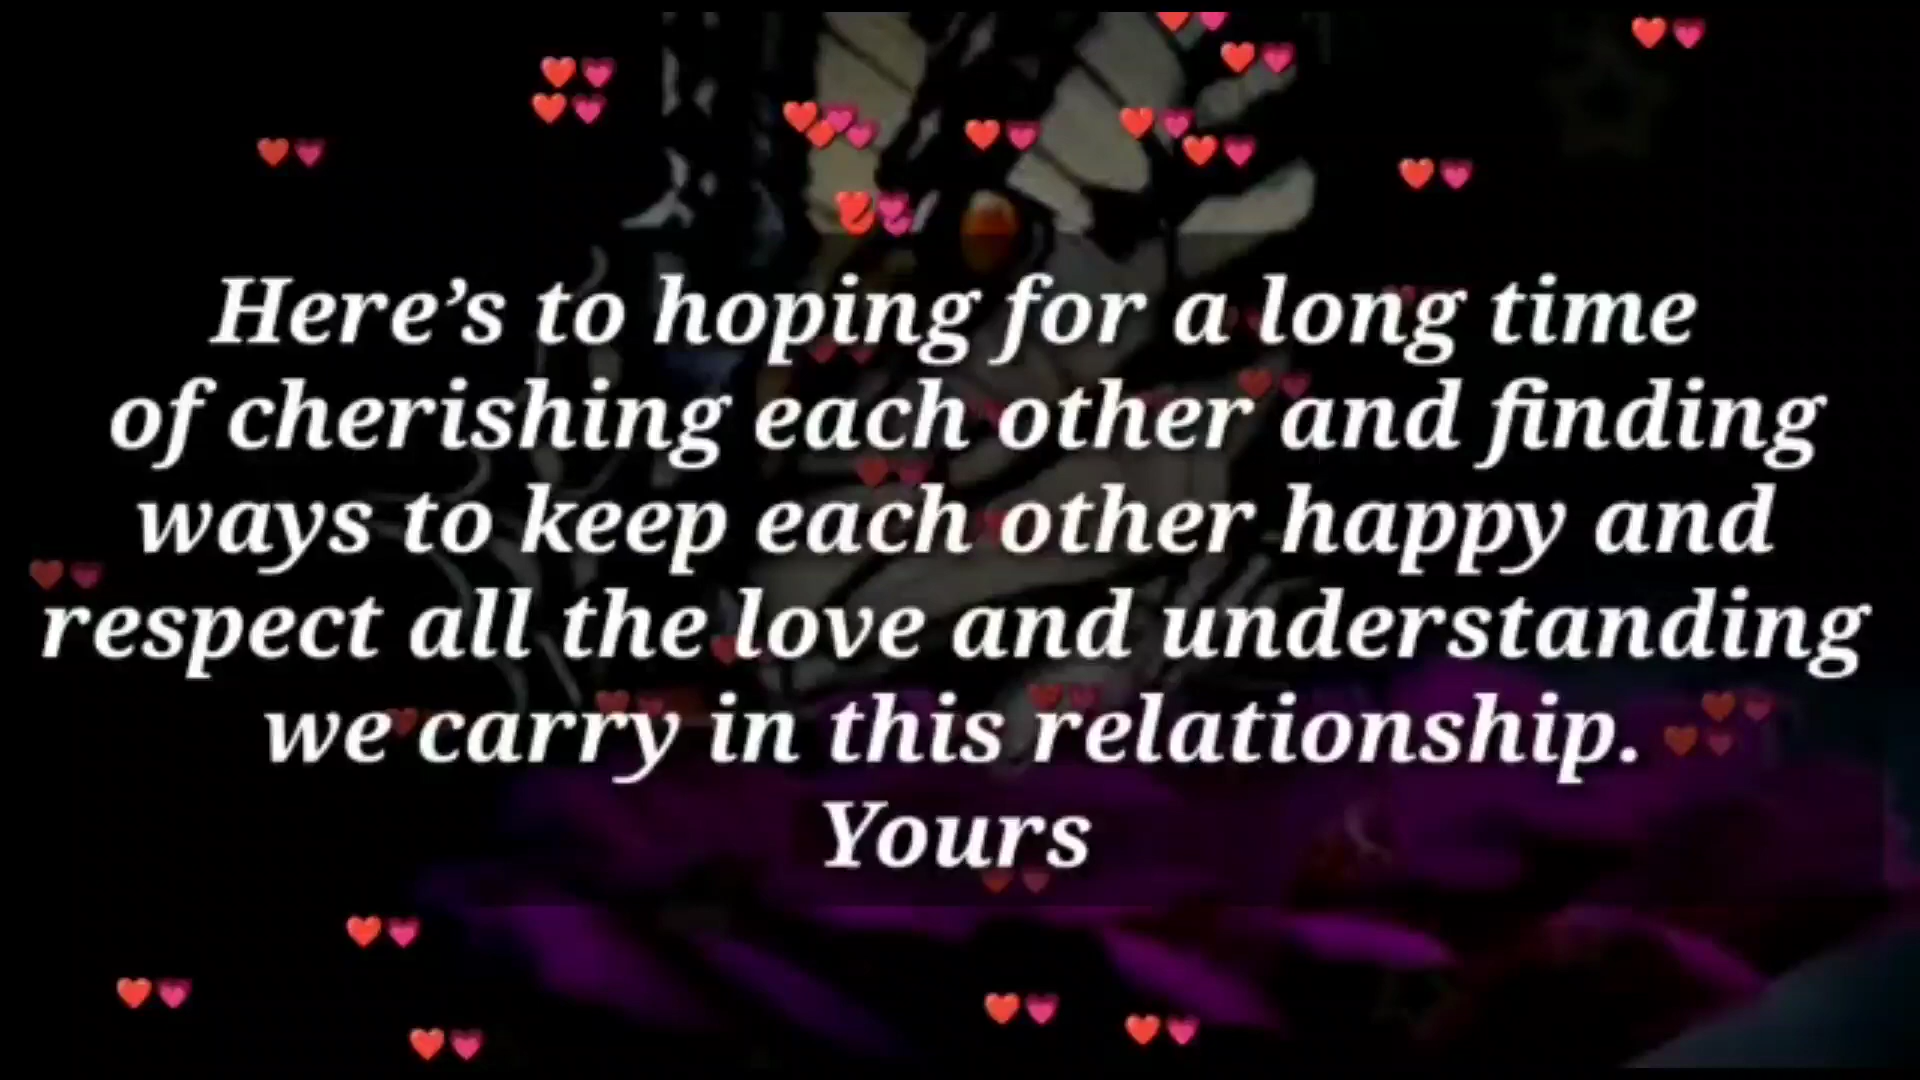 Here’s to hoping for a long time
of cherishing each other and finding
ways to keep each other happy and
respect all the love and understanding
we carry in this relationship.
Yours